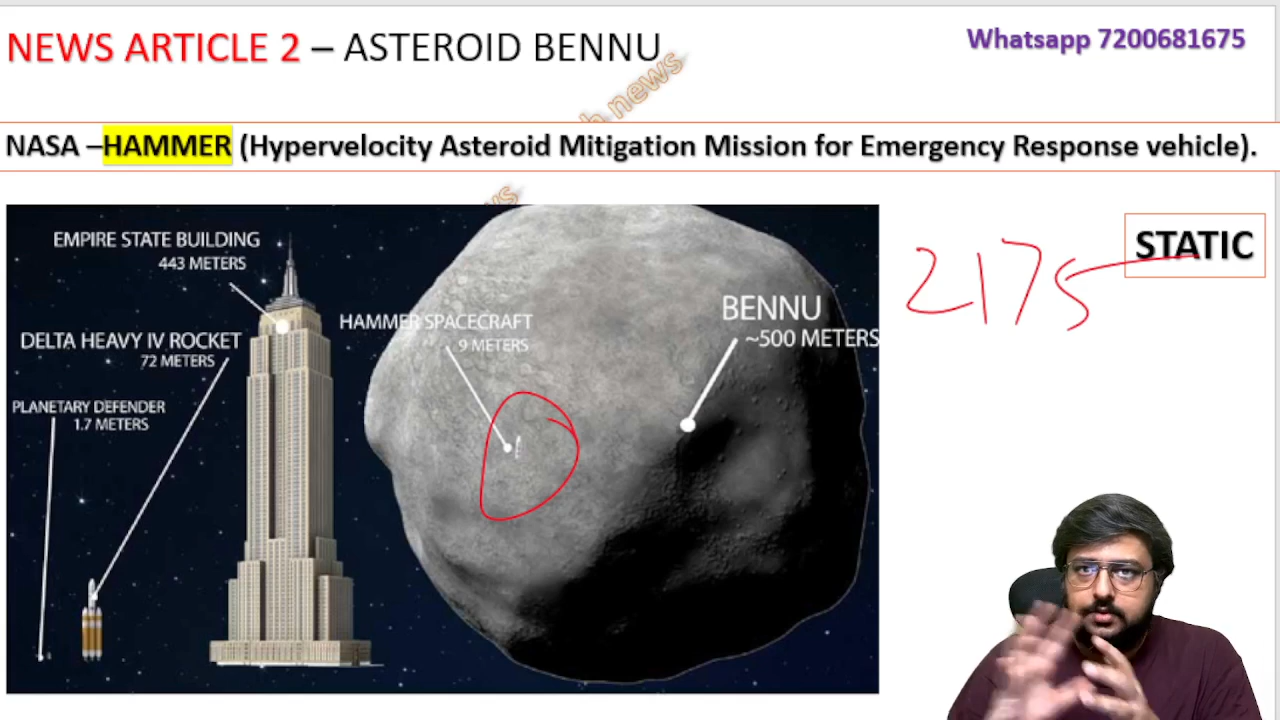 NEWS ARTICLE 2 – ASTEROID BENNU
Whatsapp 7200681675
news
NASA –HAMMER (Hypervelocity Asteroid Mitigation Mission for Emergency Response vehicle).
EMPIRE STATE BUILDING
443 METERS
DELTA HEAVY IV ROCKET
72 METERS
PLANETARY DEFENDER
1.7 METERS
HAMMER SPACECRAFT
9 METERS
BENNU
~500 METERS
2175
STATIC